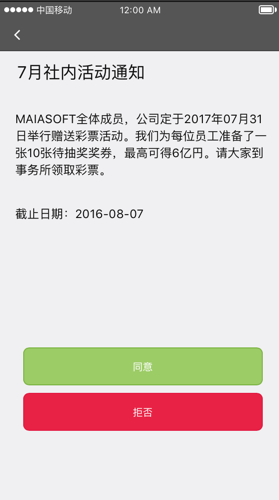 中国移动 12:00 AM
7月社内活动通知
MAIASOFT全体成员，公司定于2017年07月31
日举行赠送彩票活动。我们为每位员工准备了一
张10张待抽奖奖券，最高可得6亿円。请大家到
事务所领取彩票。
截止日期：2016-08-07
同意
拒否